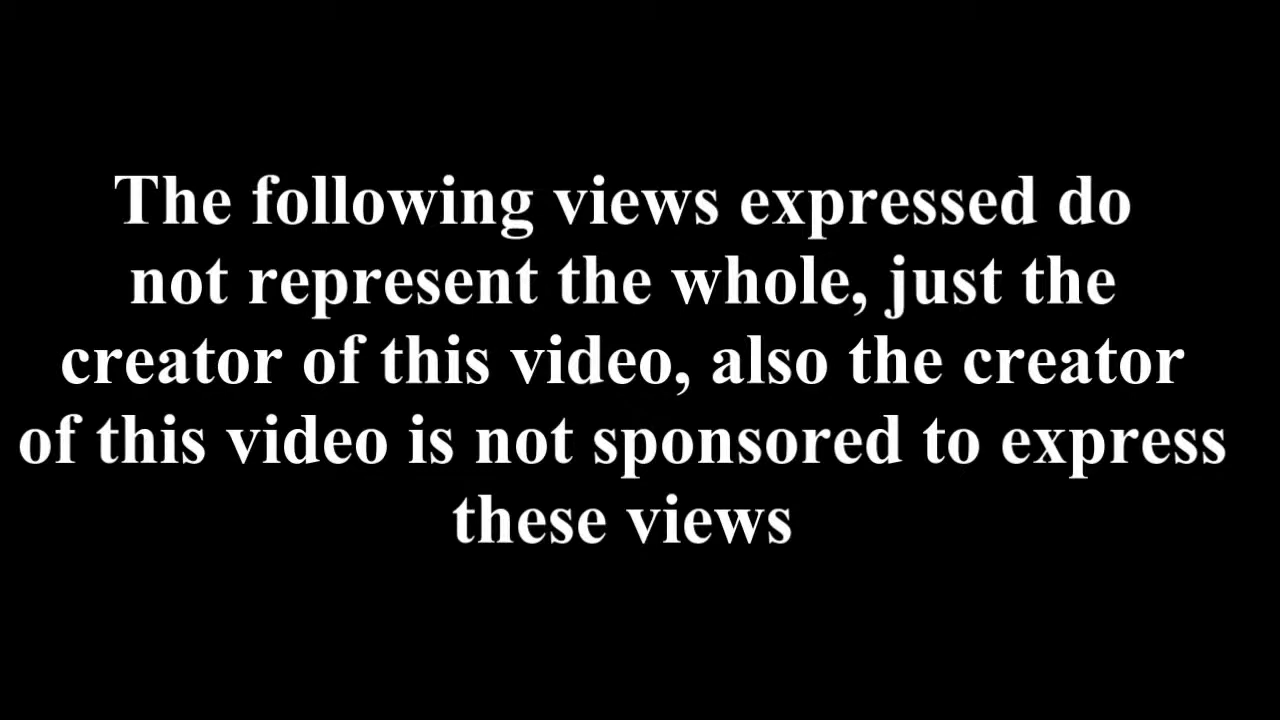 The following views expressed do
not represent the whole, just the
creator of this video, also the creator
of this video is not sponsored to express
these views